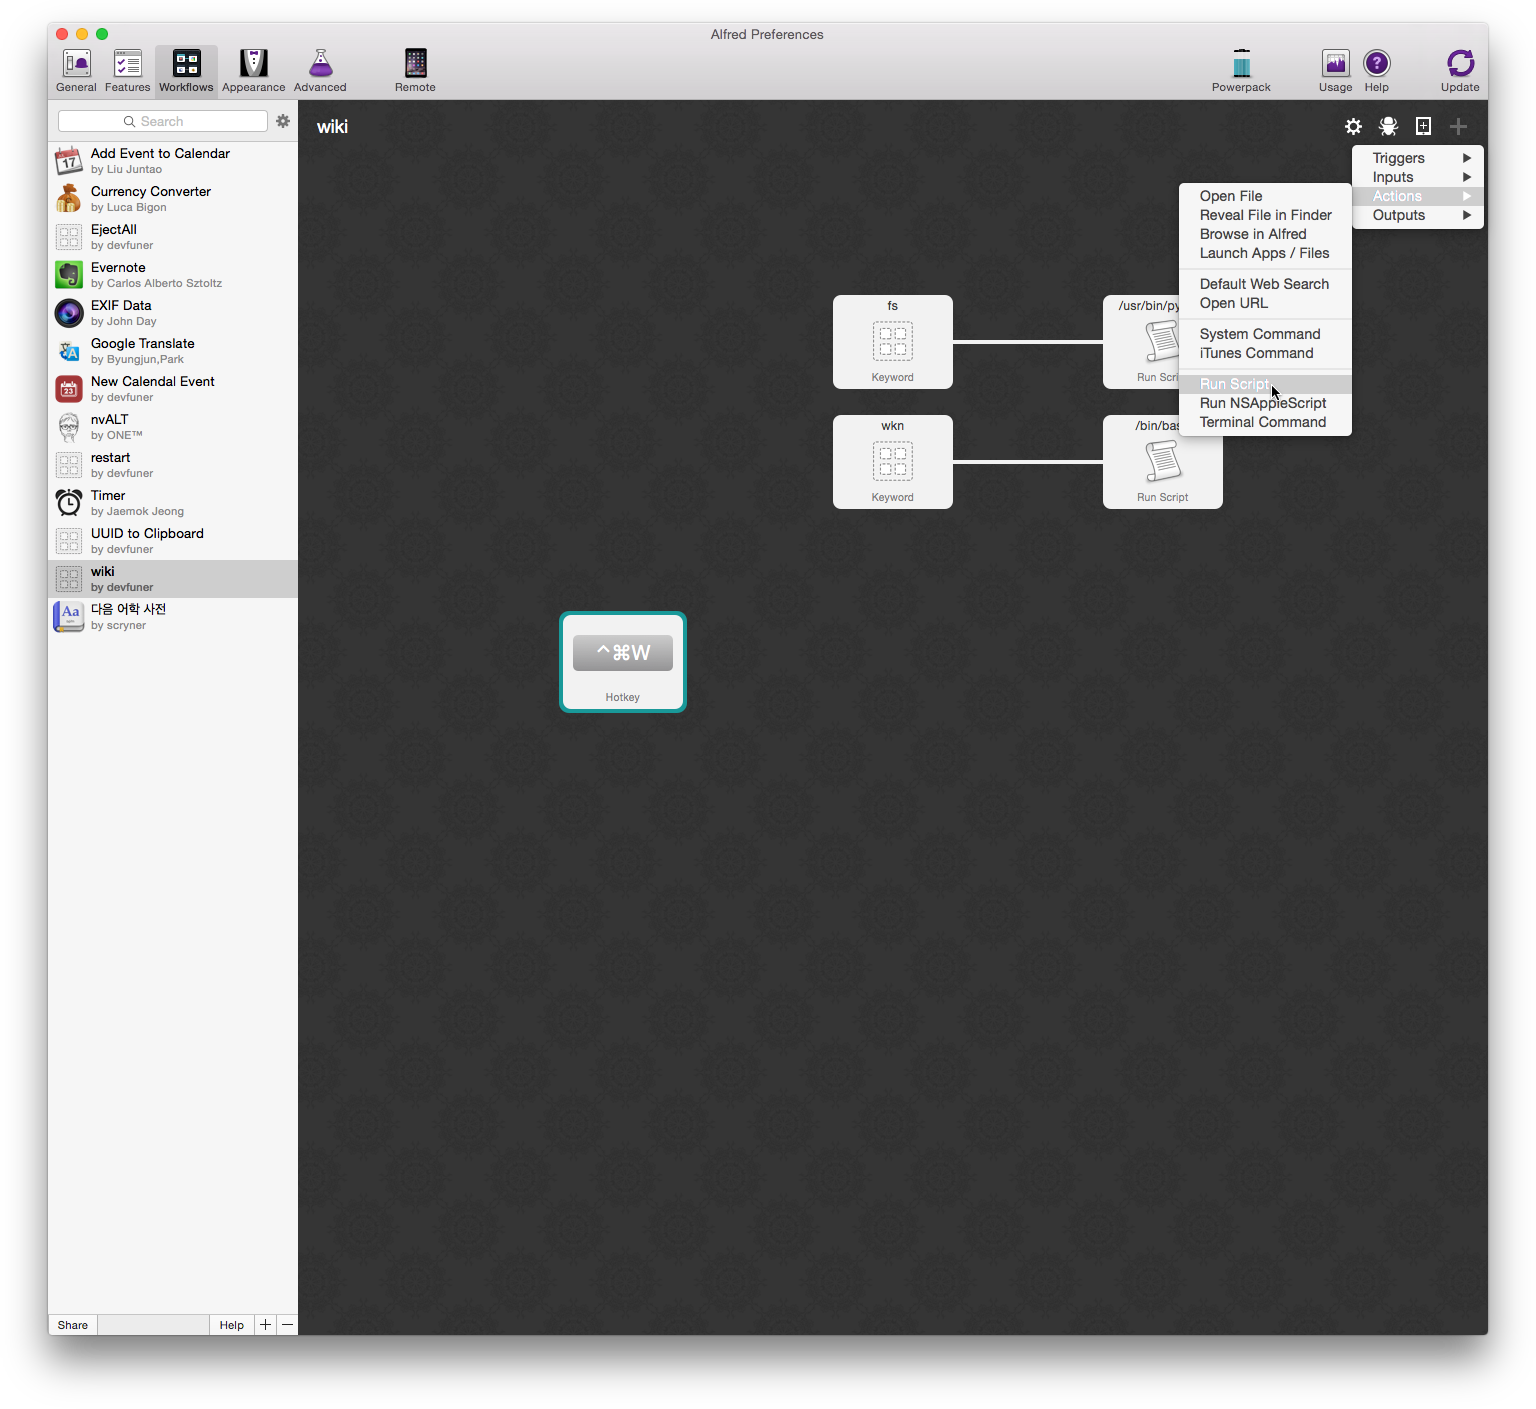 Alfred Preferences
General
Features
Workflows
Appearance
Advanced
Remote
Powerpack
Usage
Help
Update
Search
17
Add Event to Calendar
by Liu Juntao
Currency Converter
by Luca Bigon
EjectAll
by devfuner
Evernote
by Carlos Alberto Sztoltz
EXIF Data
by John Day
Google Translate
by Byungjun,Park
23
New Calendal Event
by devfuner
nvALT
by ONE™
restart
by devfuner
Timer
by Jaemok Jeong
UUID to Clipboard
by devfuner
wiki
by devfuner
Aa
다음 어학 사전
by scryner
Share
Help
wiki
Triggers
Inputs
Actions
Outputs
Open File
Reveal File in Finder
Browse in Alfred
Launch Apps / Files
Default Web Search
Open URL
System Command
iTunes Command
Run Script
Run NSAppleScript
Terminal Command
fs
Keyword
/usr/bin/py
Run Scri
wkn
Keyword
/bin/bas
Run Script
^⌘W
Hotkey